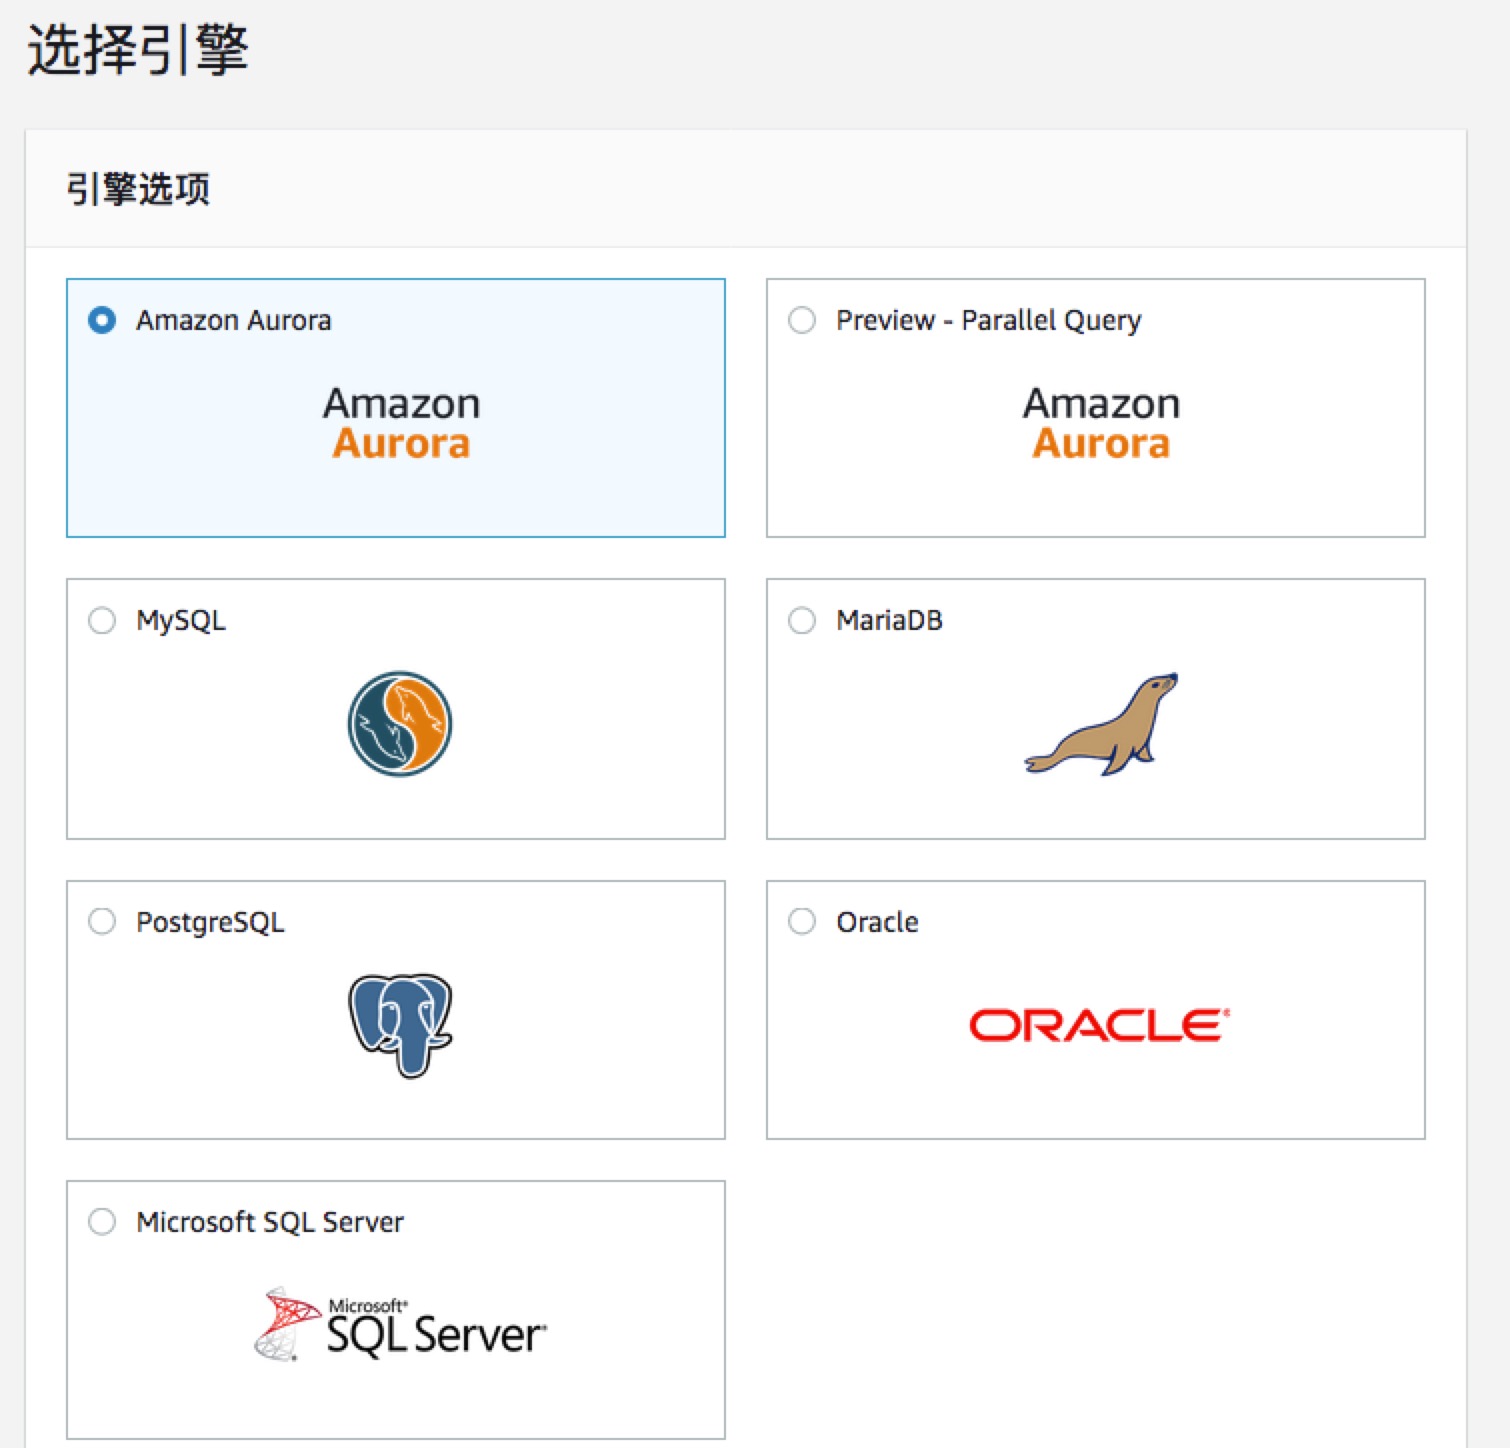 选择引擎
引擎选项
Amazon Aurora
Amazon
Aurora
Preview - Parallel Query
Amazon
Aurora
MySQL
MariaDB
PostgreSQL
Oracle
ORACLE
Microsoft SQL Server
Microsoft
SQL Server